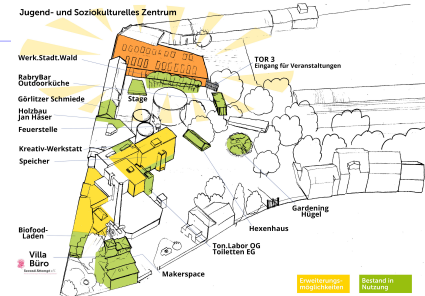 Jugend- und Soziokulturelles Zentrum
TOR 3
Eingang für Veranstaltungen
Werk.Stadt.Wald
RabryBar
Outdoorküche
Stage
Görlitzer Schmiede
Holzbau
Jan Häser
Feuerstelle
Kreativ-Werkstatt
Speicher
Gardening
Hügel
Hexenhaus
Biofood-
Laden
Ton.Labor OG
Toiletten EG
Villa
Büro
Makerspace
Erweiterungs-
möglichkeiten
Bestand in
Nutzung